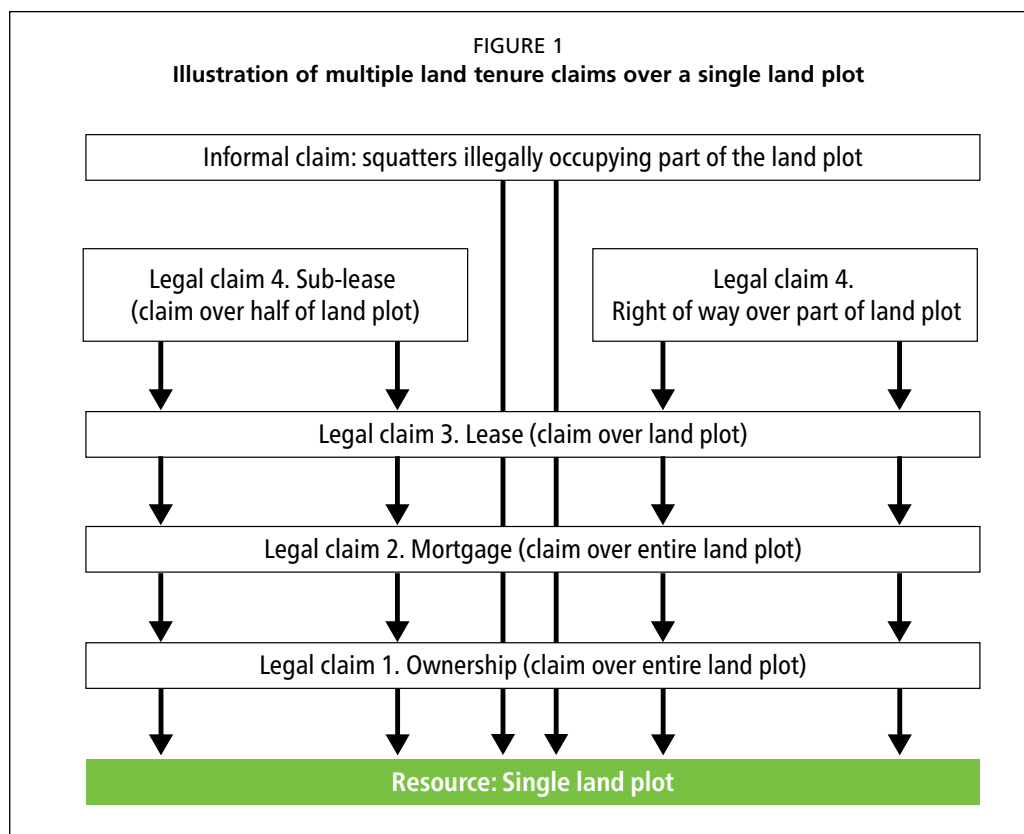 FIGURE 1
Illustration of multiple land tenure claims over a single land plot
Informal claim: squatters illegally occupying part of the land plot
Legal claim 4. Sub-lease
(claim over half of land plot)
Legal claim 4.
Right of way over part of land plot
Legal claim 3. Lease (claim over land plot)
Legal claim 2. Mortgage (claim over entire land plot)
Legal claim 1. Ownership (claim over entire land plot)
Resource: Single land plot